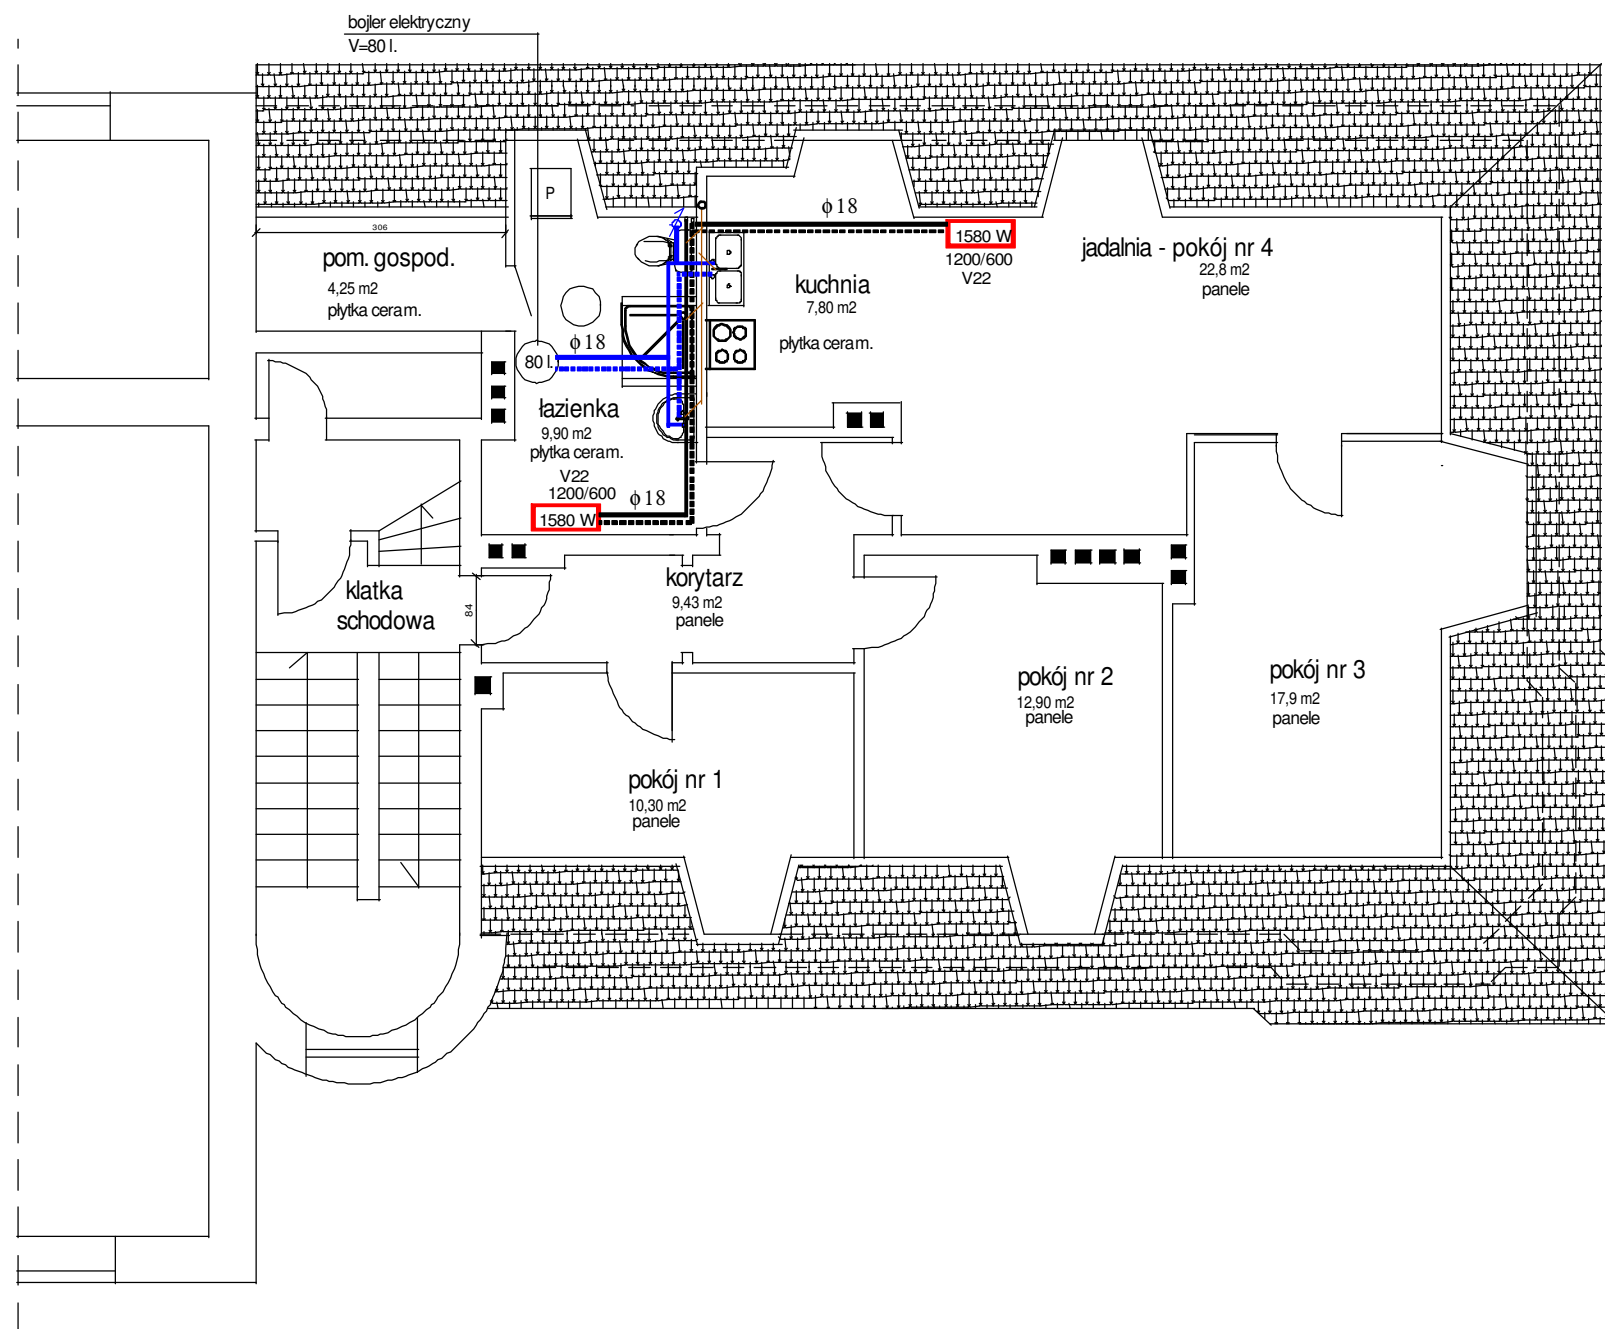 bojler elektryczny
V=80 l.
P
306
pom. gospod.
4,25 m2
płytka ceram.
ϕ18
1580 W
1200/600
V22
kuchnia
7,80 m2
płytka ceram.
jadalnia - pokój nr 4
22,8 m2
panele
ϕ18
80 l.
łazienka
9,90 m2
płytka ceram.
V22
1200/600
ϕ18
1580 W
klatka
schodowa
84
korytarz
9,43 m2
panele
pokój nr 1
10,30 m2
panele
pokój nr 2
12,90 m2
panele
pokój nr 3
17,9 m2
panele